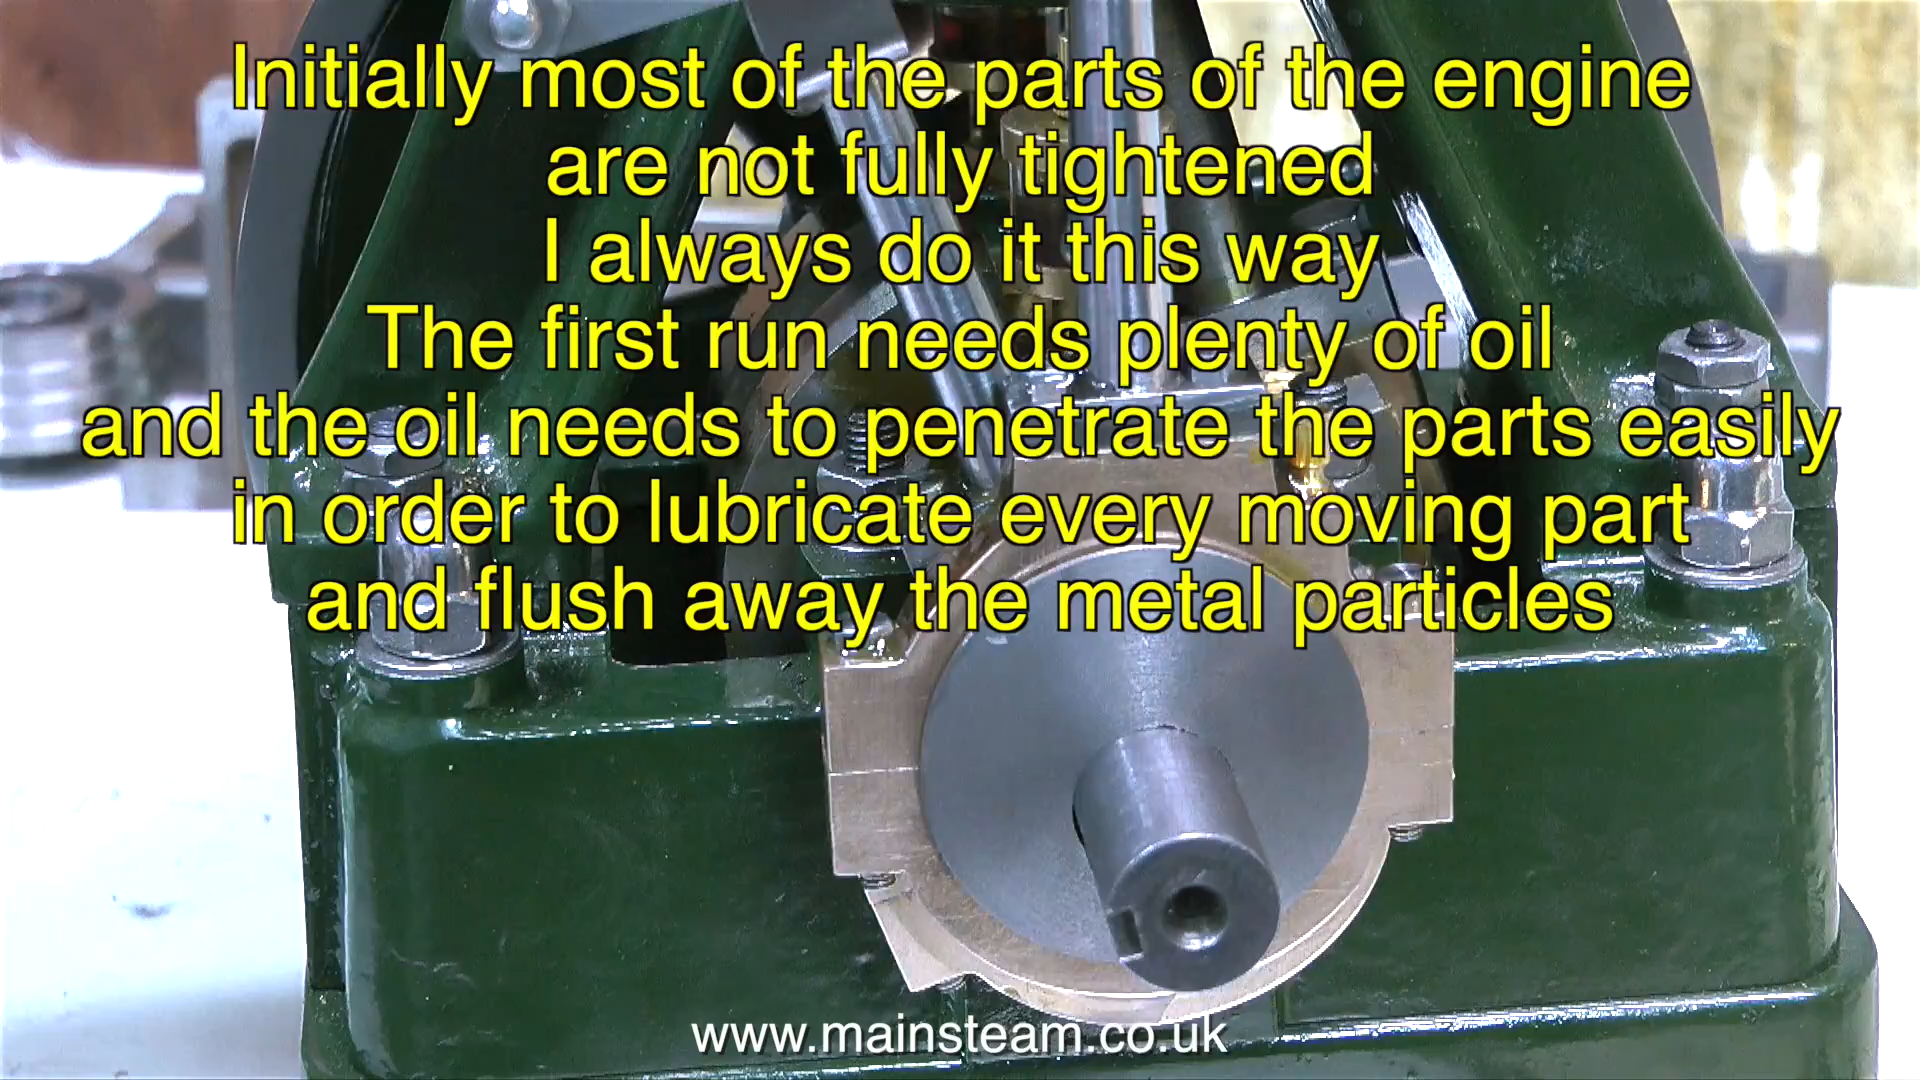 Initially most of the parts of the engine
are not fully tightened
I always do it this way
The first run needs plenty of oil
and the oil needs to penetrate the parts easily
in order to lubricate every moving part
and flush away the metal particles
www.mainsteam.co.uk